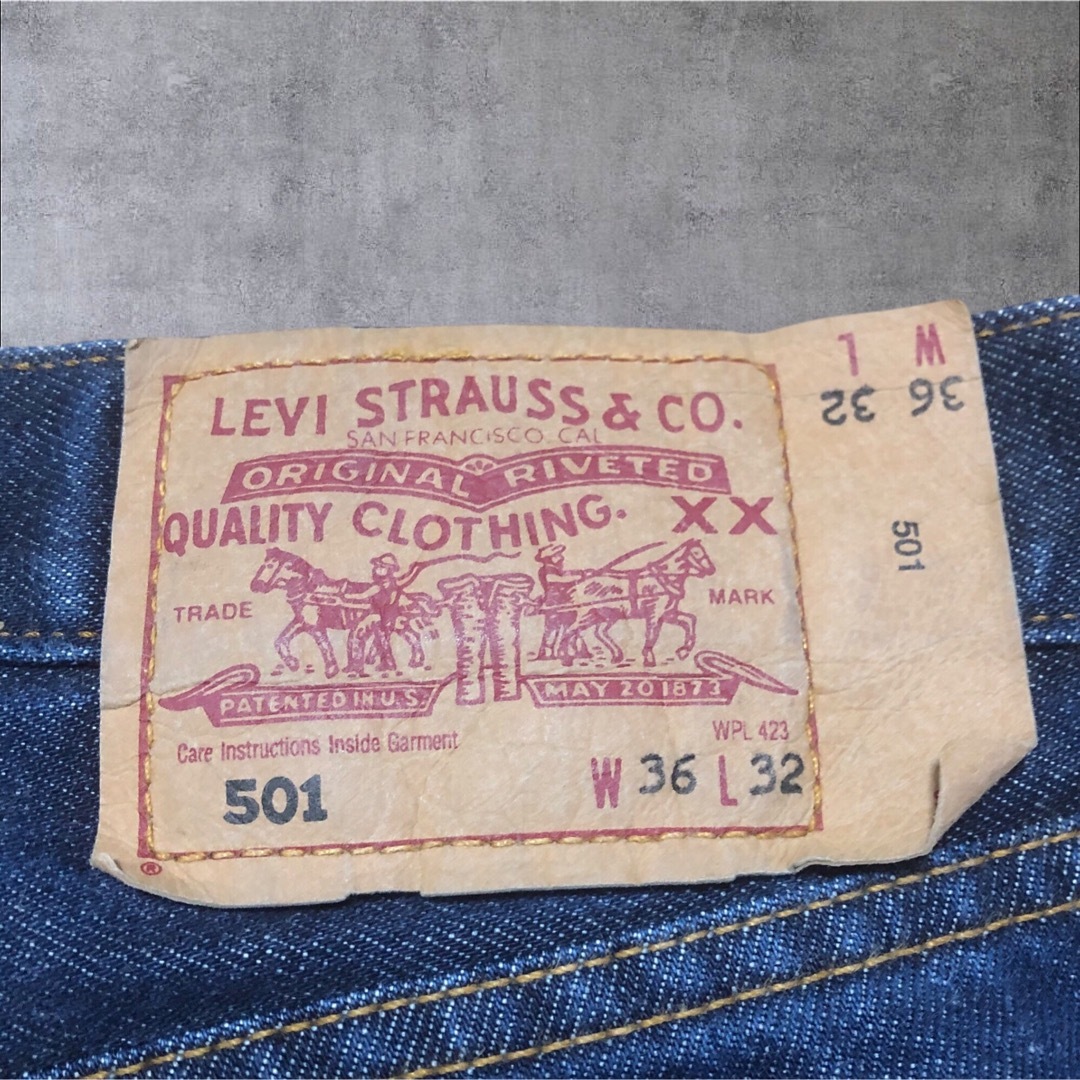 LEVI STRAUSS & CO.
SAN FRANCISCO. CAL
ORIGINAL RIVETED
QUALITY CLOTHING. XX
TRADE MARK
PATENTED IN U.S. MAY 20 1873
Care Instructions Inside Garment
WPL 423
501
W 36 L 32
®
W 36
L 32
501